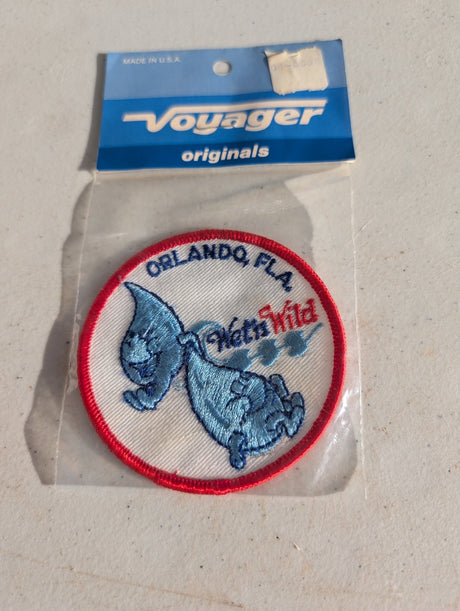 MADE IN U.S.A.
Voyager
originals
ORLANDO, FLA.
Wet'n Wild